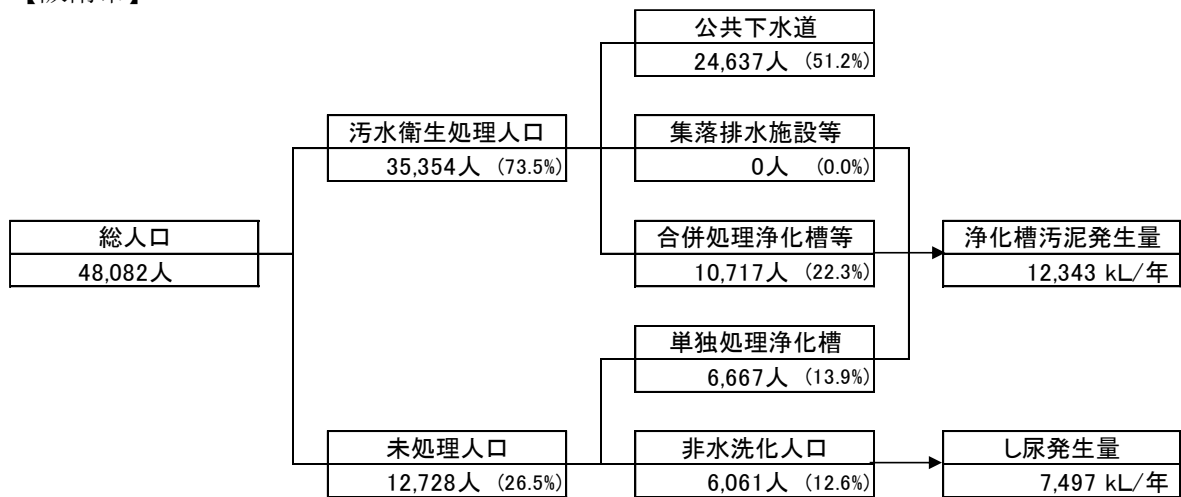 公共下水道
24,637人 (51.2%)
汚水衛生処理人口
35,354人 (73.5%)
集落排水施設等
0人 (0.0%)
総人口
48,082人
合併処理浄化槽等
10,717人 (22.3%)
浄化槽汚泥発生量
12,343 kL/年
単独処理浄化槽
6,667人 (13.9%)
未処理人口
12,728人 (26.5%)
非水洗化人口
6,061人 (12.6%)
し尿発生量
7,497 kL/年